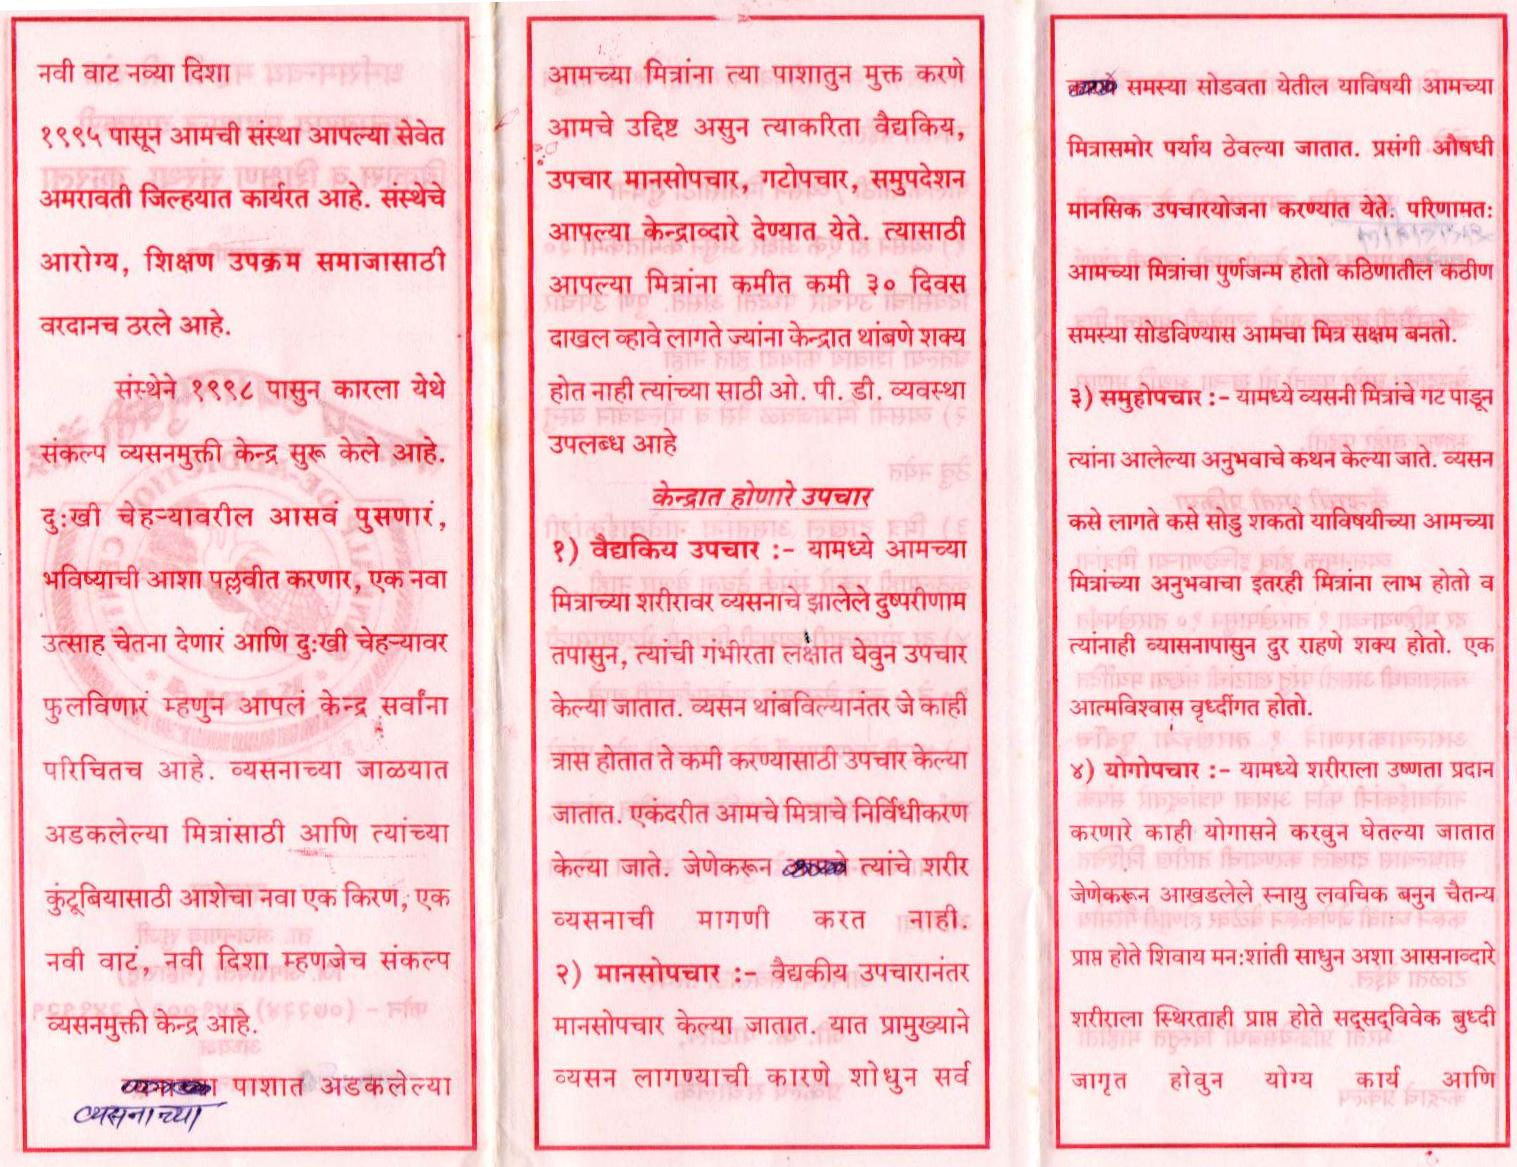 नवी वाट नव्या दिशा
१९९५ पासून आमची संस्था आपल्या सेवेत
अमरावती जिल्हयात कार्यरत आहे. संस्थेचे
आरोग्य, शिक्षण उपक्रम समाजासाठी
वरदानच ठरले आहे.
संस्थेने १९९८ पासुन कारला येथे
संकल्प व्यसनमुक्ती केन्द्र सुरू केले आहे.
दु:खी चेहऱ्यावरील आसवं पुसणारं,
भविष्याची आशा पल्लवीत करणार, एक नवा
उत्साह चेतना देणारं आणि दु:खी चेहऱ्यावर
फुलविणारं म्हणुन आपलं केन्द्र सर्वांना
परिचितच आहे. व्यसनाच्या जाळयात
अडकलेल्या मित्रांसाठी आणि त्यांच्या
कुंटूबियासाठी आशेचा नवा एक किरण, एक
नवी वाटं, नवी दिशा म्हणजेच संकल्प
व्यसनमुक्ती केन्द्र आहे.
पाशात अडकलेल्या
व्यसनाच्या
आमच्या मित्रांना त्या पाशातुन मुक्त करणे
आमचे उद्दिष्ट असुन त्याकरिता वैद्यकिय,
उपचार मानसोपचार, गटोपचार, समुपदेशन
आपल्या केन्द्राव्दारे देण्यात येते. त्यासाठी
आपल्या मित्रांना कमीत कमी ३० दिवस
दाखल व्हावे लागते ज्यांना केन्द्रात थांबणे शक्य
होत नाही त्यांच्या साठी ओ. पी. डी. व्यवस्था
उपलब्ध आहे
केन्द्रात होणारे उपचार
१) वैद्यकिय उपचार :- यामध्ये आमच्या
मित्राच्या शरीरावर व्यसनाचे झालेले दुष्परीणाम
तपासुन, त्यांची गंभीरता लक्षात घेवुन उपचार
केल्या जातात. व्यसन थांबविल्यानंतर जे काही
त्रास होतात ते कमी करण्यासाठी उपचार केल्या
जातात. एकंदरीत आमचे मित्राचे निर्विधीकरण
केल्या जाते. जेणेकरून त्यांचे शरीर
व्यसनाची मागणी करत नाही.
२) मानसोपचार :- वैद्यकीय उपचारानंतर
मानसोपचार केल्या जातात. यात प्रामुख्याने
व्यसन लागण्याची कारणे शोधुन सर्व
समस्या सोडवता येतील याविषयी आमच्या
मित्रासमोर पर्याय ठेवल्या जातात. प्रसंगी औषधी
मानसिक उपचारयोजना करण्यात येते. परिणामत:
आमच्या मित्रांचा पुर्णजन्म होतो कठिणातील कठीण
समस्या सोडविण्यास आमचा मित्र सक्षम बनतो.
३) समुहोपचार :- यामध्ये व्यसनी मित्रांचे गट पाडून
त्यांना आलेल्या अनुभवाचे कथन केल्या जाते. व्यसन
कसे लागते कसे सोडु शकतो याविषयीच्या आमच्या
मित्राच्या अनुभवाचा इतरही मित्रांना लाभ होतो व
त्यांनाही व्यासनापासुन दुर राहणे शक्य होतो. एक
आत्मविश्वास वृर्ध्दीगत होतो.
४) योगोपचार :- यामध्ये शरीराला उष्णता प्रदान
करणारे काही योगासने करवुन घेतल्या जातात
जेणेकरून आखडलेले स्नायु लवचिक बनुन चैतन्य
प्राप्त होते शिवाय मन:शांती साधुन अशा आसनाव्दारे
शरीराला स्थिरताही प्राप्त होते सद्सद्विवेक बुध्दी
जागृत होवुन योग्य कार्य आणि